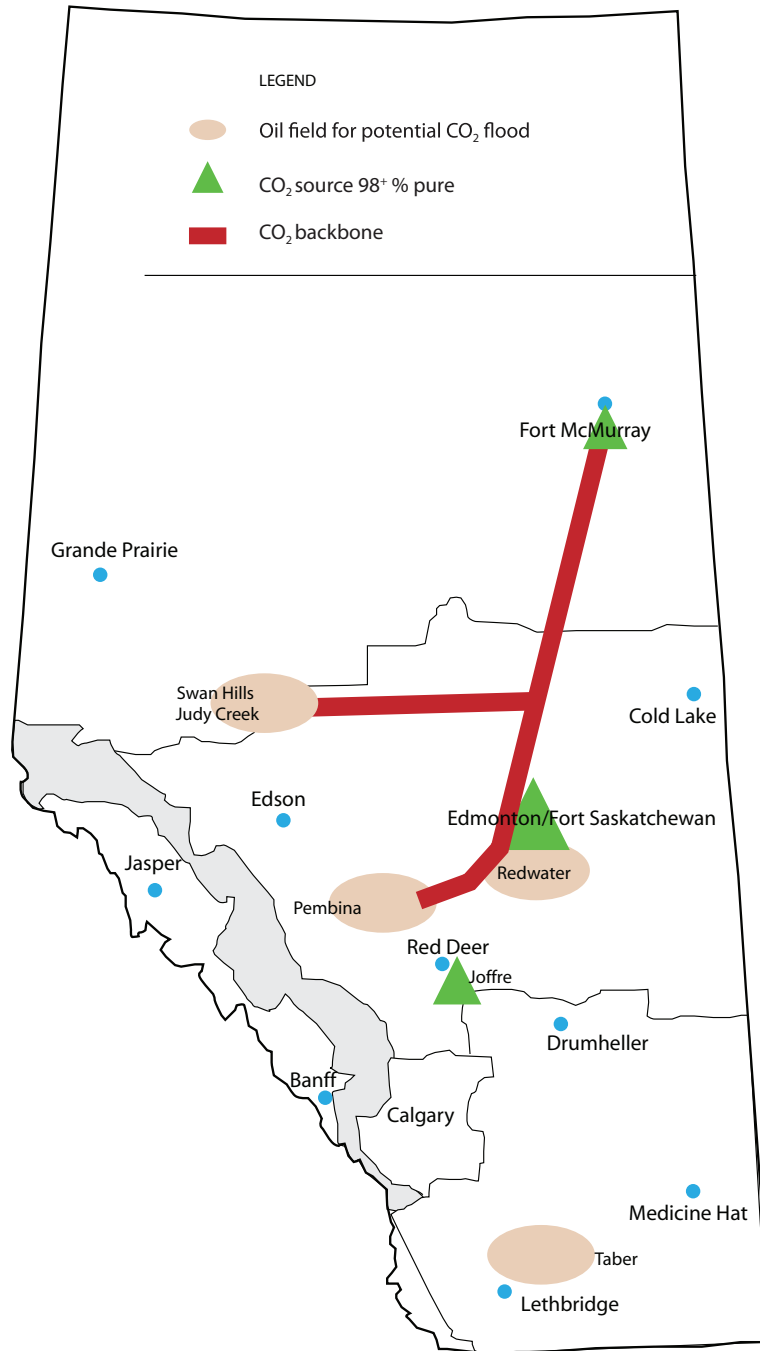 LEGEND
Oil field for potential CO₂ flood
CO₂ source 98⁺ % pure
CO₂ backbone
Fort McMurray
Grande Prairie
Swan Hills
Judy Creek
Cold Lake
Edson
Edmonton/Fort Saskatchewan
Jasper
Redwater
Pembina
Red Deer
Joffre
Drumheller
Banff
Calgary
Medicine Hat
Taber
Lethbridge